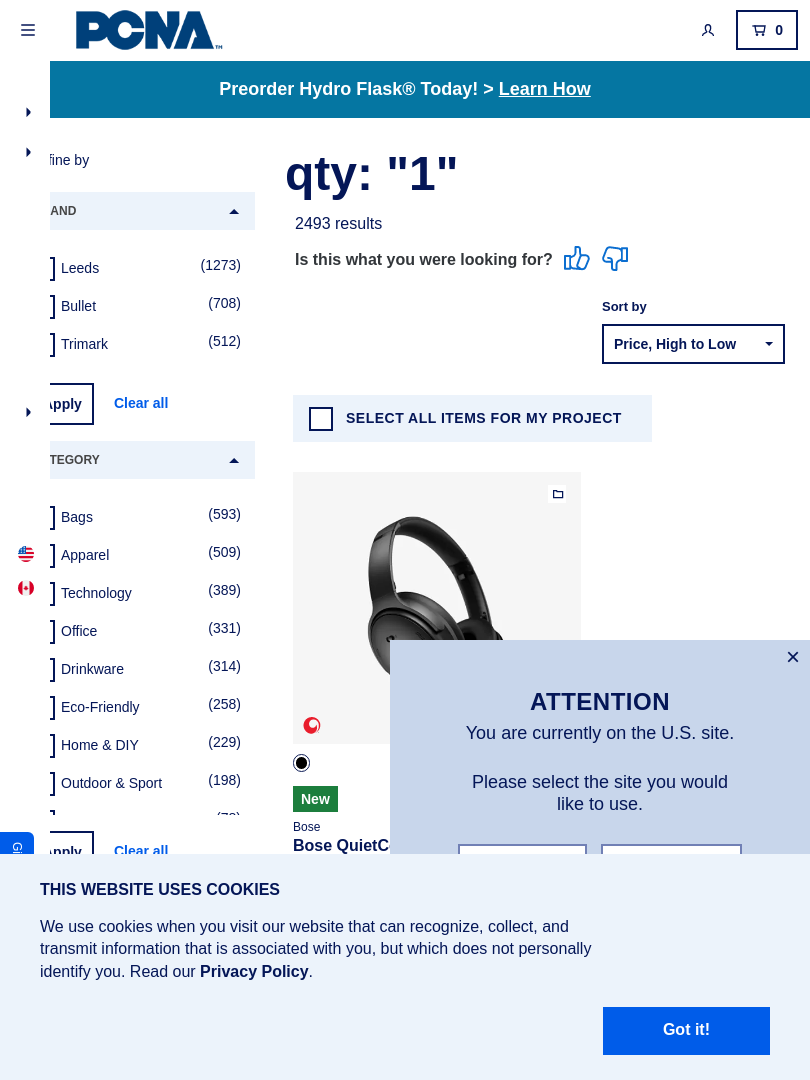 PCNA
TM
0
Preorder Hydro Flask® Today! > Learn How
fine by
qty: "1"
2493 results
Is this what you were looking for?
Sort by
Price, High to Low
AND
Leeds (1273)
Bullet (708)
Trimark (512)
Apply Clear all
SELECT ALL ITEMS FOR MY PROJECT
TEGORY
Bags (593)
Apparel (509)
Technology (389)
Office (331)
Drinkware (314)
Eco-Friendly (258)
Home & DIY (229)
Outdoor & Sport (198)
Apply Clear all
New
Bose
Bose QuietC
×
ATTENTION
You are currently on the U.S. site.
Please select the site you would
like to use.
THIS WEBSITE USES COOKIES
We use cookies when you visit our website that can recognize, collect, and
transmit information that is associated with you, but which does not personally
identify you. Read our Privacy Policy.
Got it!